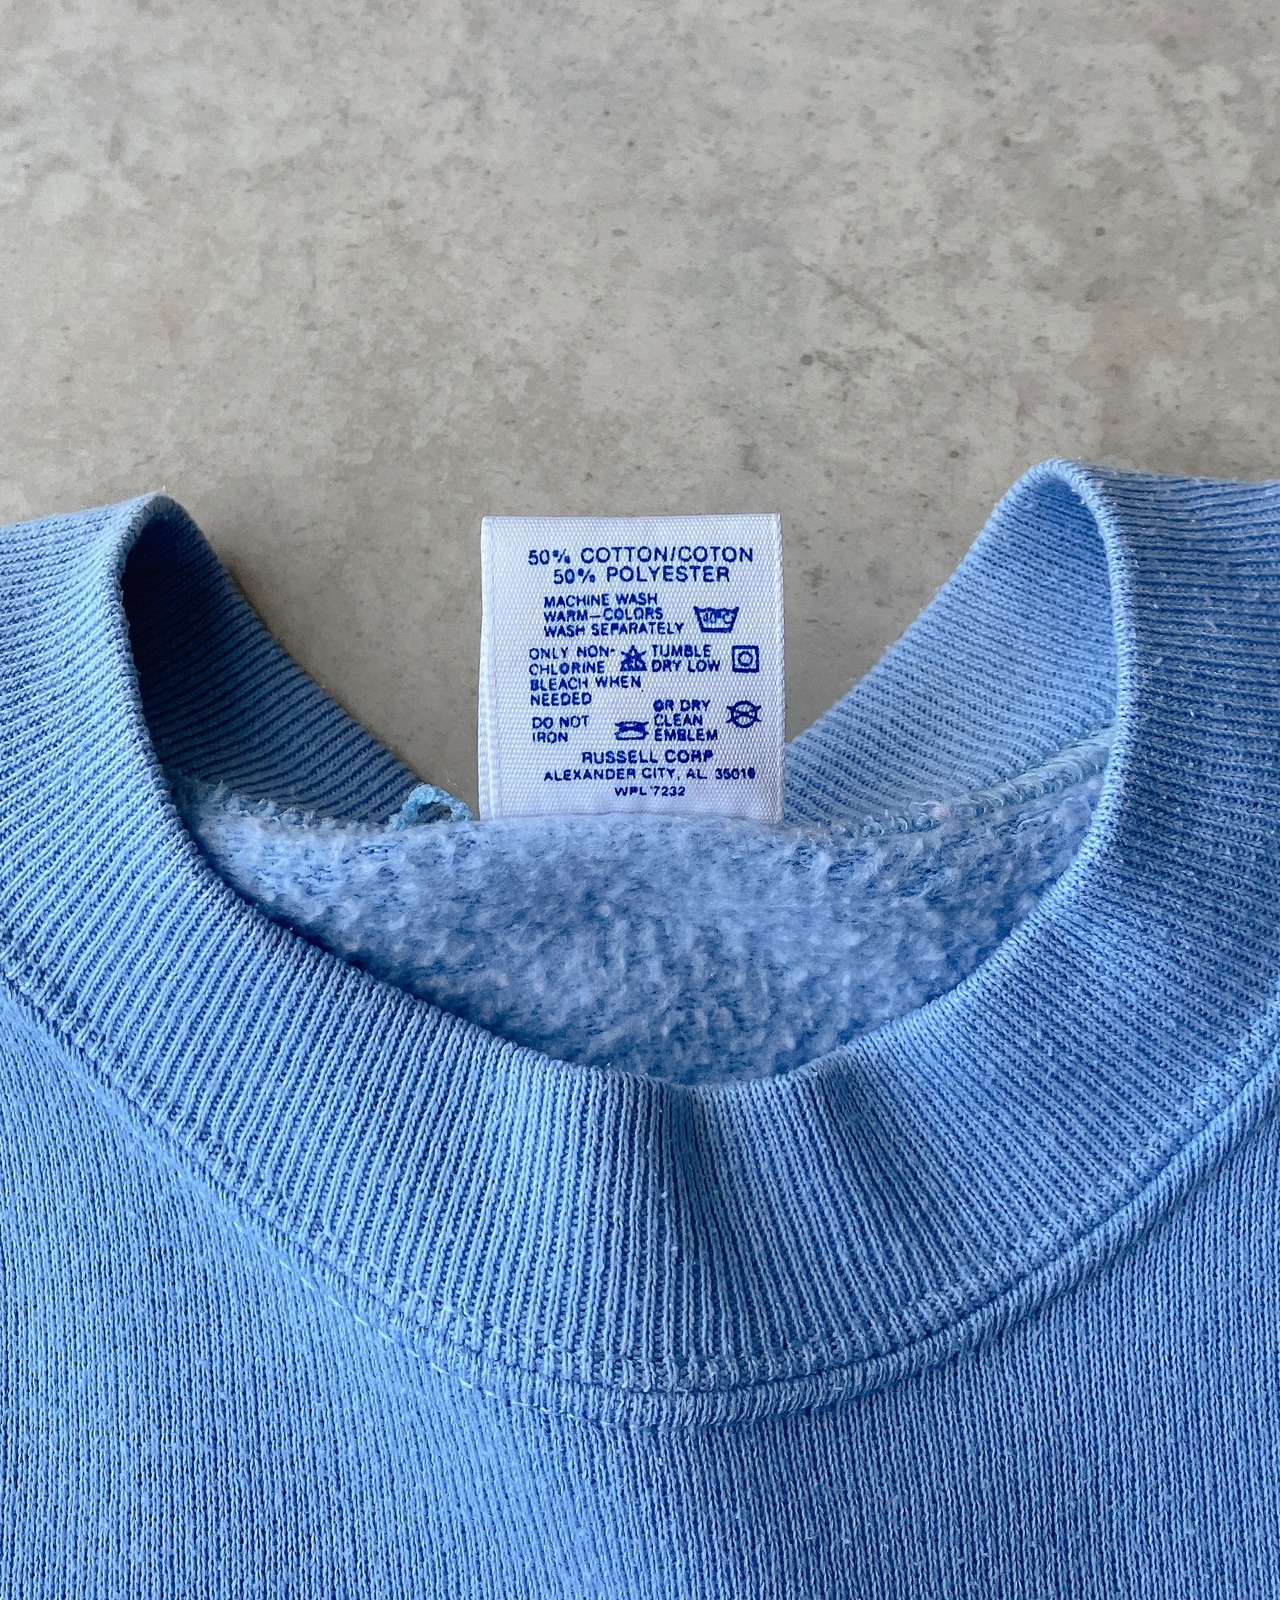 50% COTTON/COTON
50% POLYESTER
MACHINE WASH
WARM-COLORS
WASH SEPARATELY
40°C
ONLY NON-
CHLORINE
BLEACH WHEN
NEEDED
TUMBLE
DRY LOW
DO NOT
IRON
OR DRY
CLEAN
EMBLEM
RUSSELL CORP
ALEXANDER CITY, AL 35010
WPL 7232